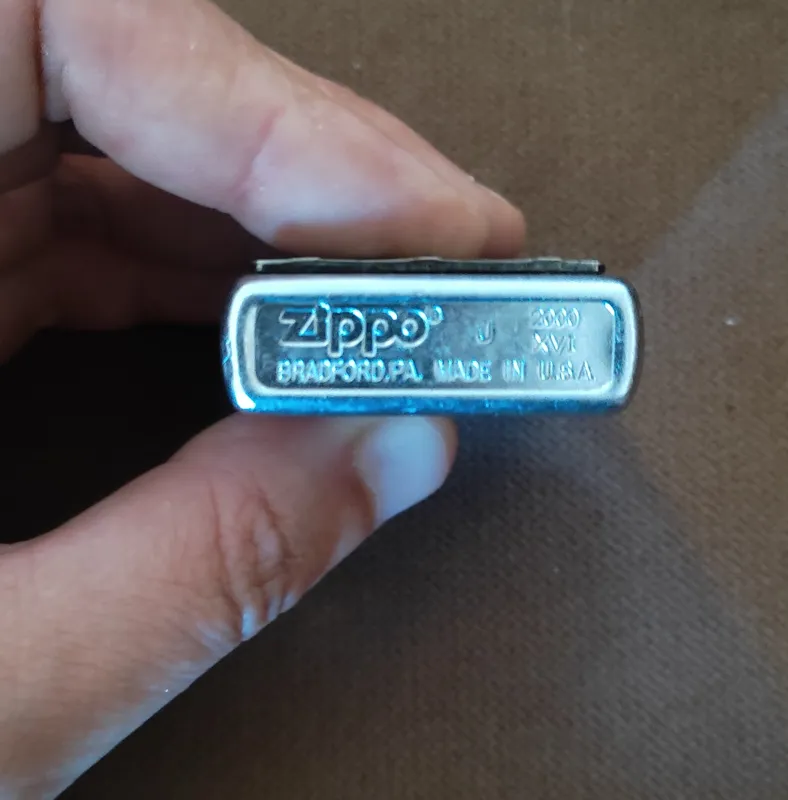 zippo® J 2000
XVI
BRADFORD,PA. MADE IN U.S.A.